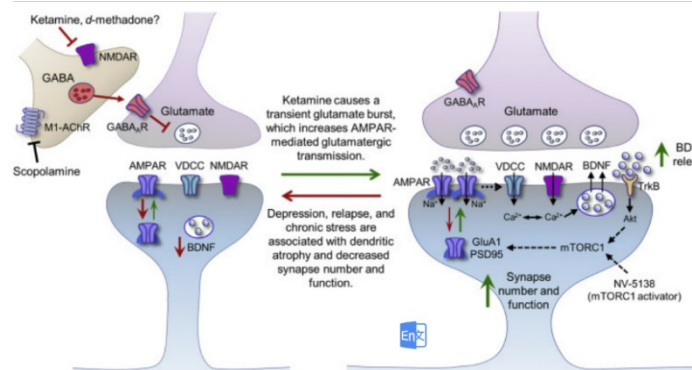 Ketamine, d-methadone?
NMDAR
GABA
M1-AChR
Scopolamine
GABAAR
Glutamate
AMPAR VDCC NMDAR
BDNF
Ketamine causes a
transient glutamate burst,
which increases AMPAR-
mediated glutamatergic
transmission.
Depression, relapse, and
chronic stress are
associated with dendritic
atrophy and decreased
synapse number and
function.
GABAAR
Glutamate
AMPAR
VDCC NMDAR BDNF
BD
relea
TrkB
Na+ Na+
Ca2+ Ca2+
Akt
GluA1
PSD95
mTORC1
Synapse
number and
function
NV-5138
(mTORC1 activator)
En